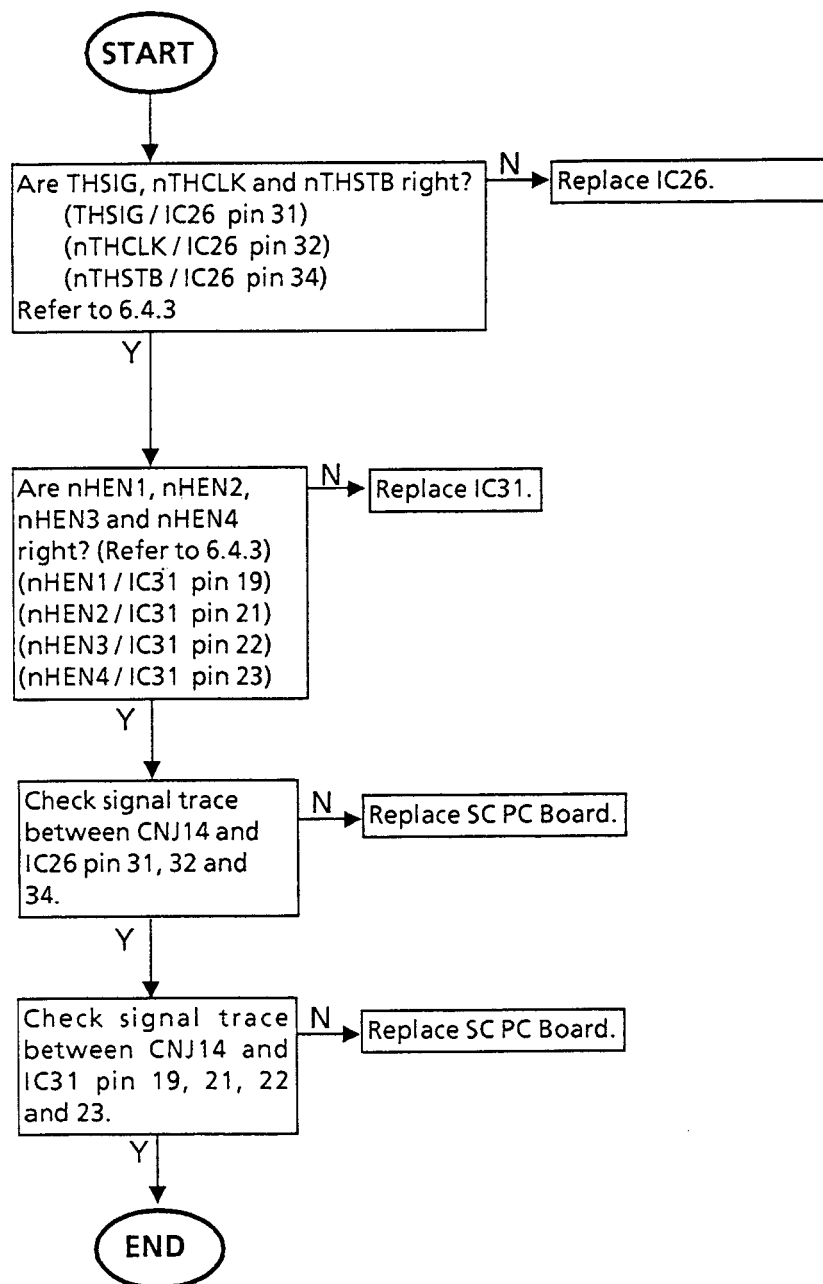 START
Are THSIG, nTHCLK and nTHSTB right?
(THSIG / IC26 pin 31)
(nTHCLK / IC26 pin 32)
(nTHSTB / IC26 pin 34)
Refer to 6.4.3
N
Replace IC26.
Y
Are nHEN1, nHEN2,
nHEN3 and nHEN4
right? (Refer to 6.4.3)
(nHEN1 / IC31 pin 19)
(nHEN2 / IC31 pin 21)
(nHEN3 / IC31 pin 22)
(nHEN4 / IC31 pin 23)
N
Replace IC31.
Y
Check signal trace
between CNJ14 and
IC26 pin 31, 32 and
34.
N
Replace SC PC Board.
Y
Check signal trace
between CNJ14 and
IC31 pin 19, 21, 22
and 23.
N
Replace SC PC Board.
Y
END